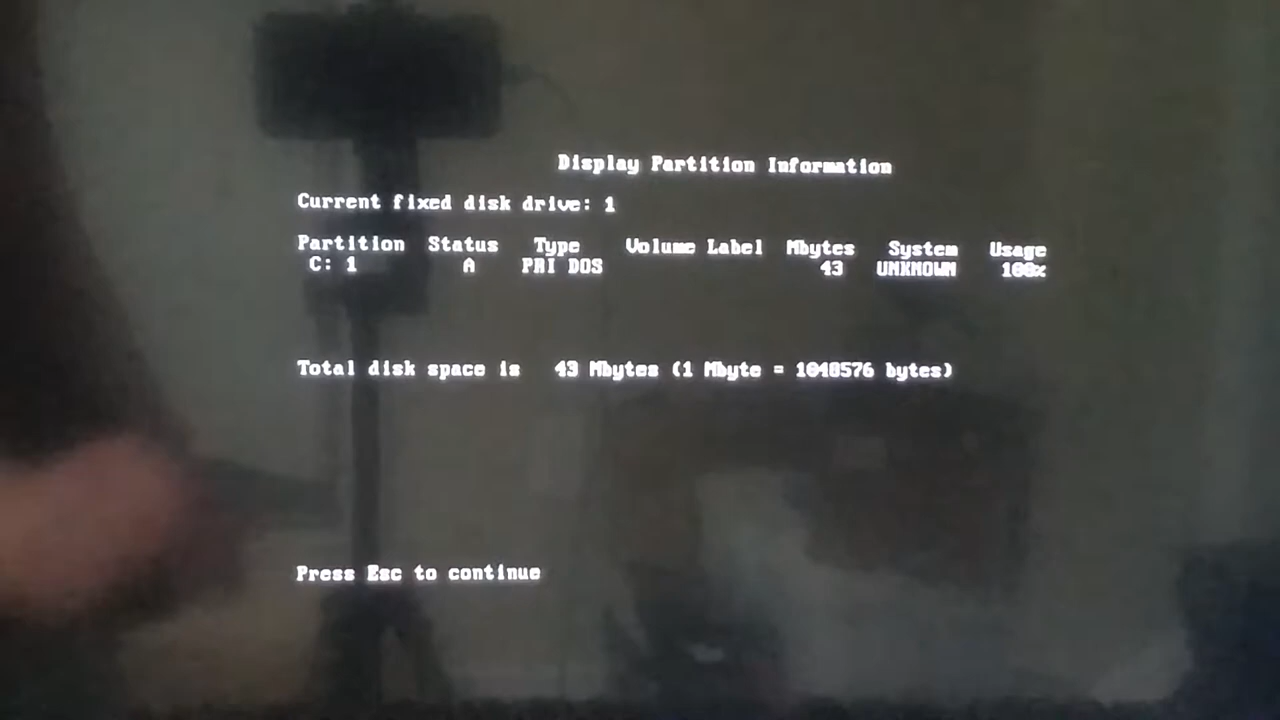 Display Partition Information
Current fixed disk drive: 1
Partition Status Type Volume Label Mbytes System Usage
C: 1 A PRI DOS 43 UNKNOWN 100%
Total disk space is 43 Mbytes (1 Mbyte = 1048576 bytes)
Press Esc to continue